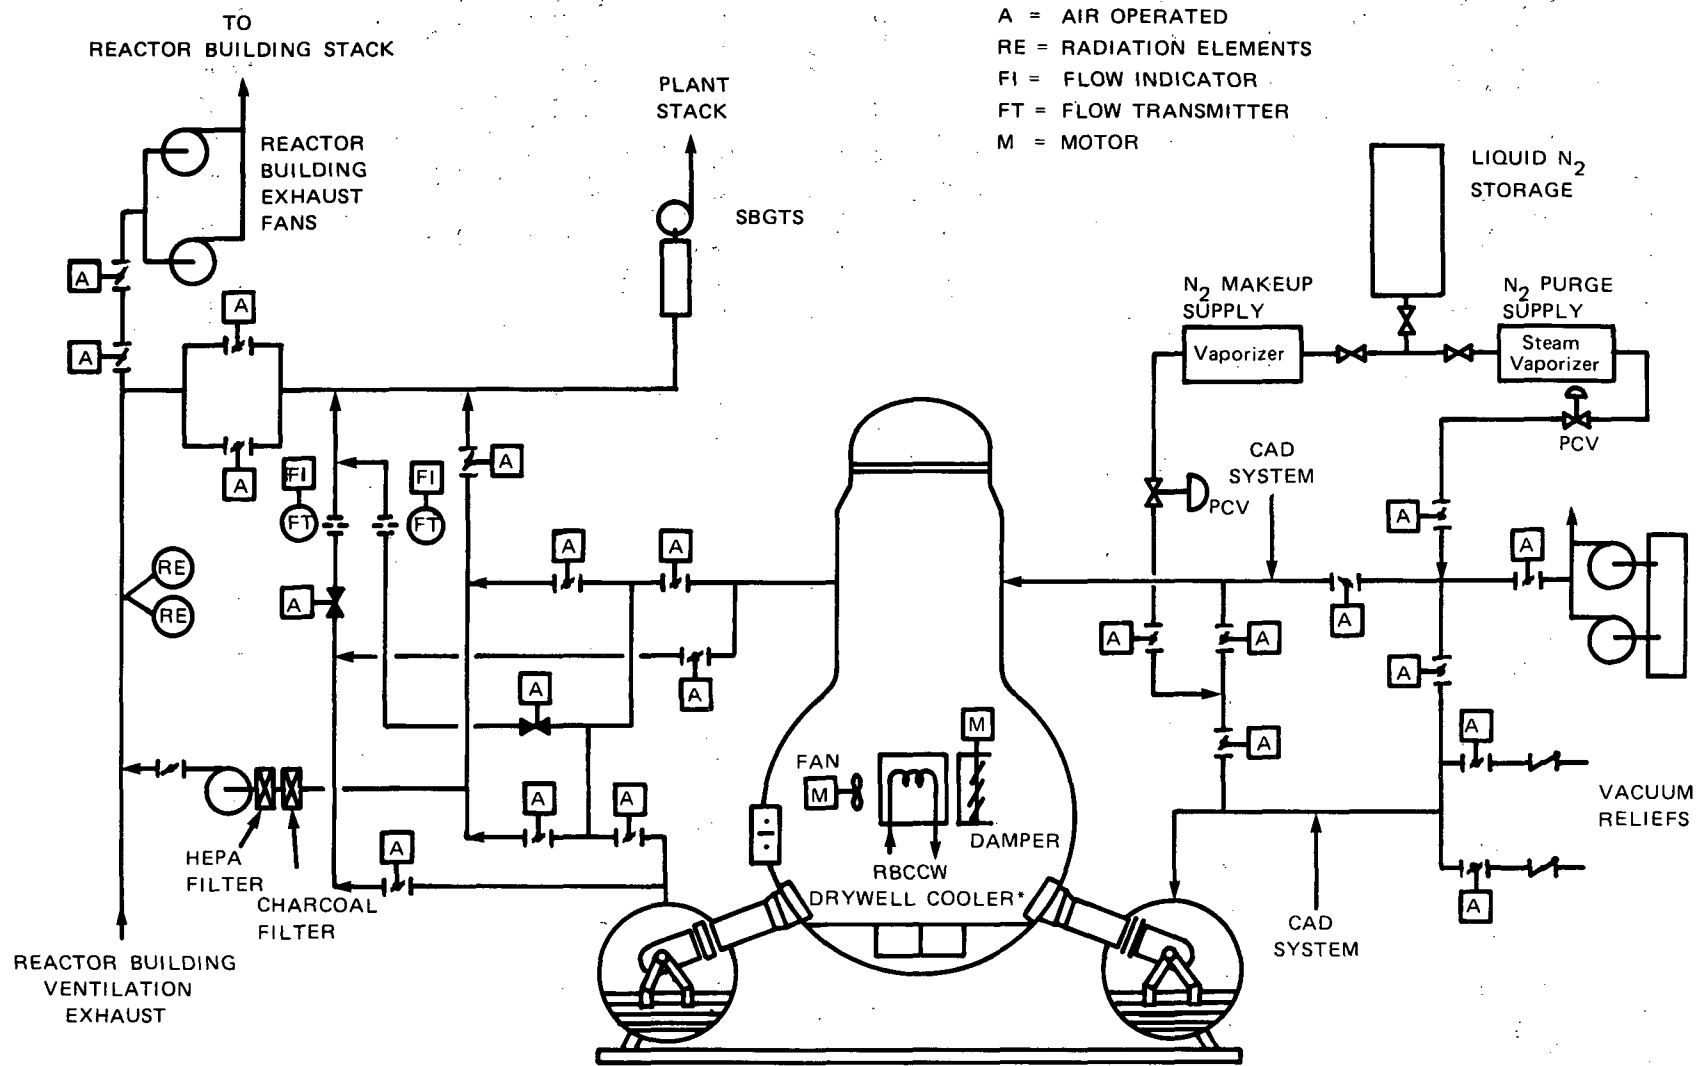 TO
REACTOR BUILDING STACK
A = AIR OPERATED
RE = RADIATION ELEMENTS
FI = FLOW INDICATOR
FT = FLOW TRANSMITTER
M = MOTOR
PLANT
STACK
REACTOR
BUILDING
EXHAUST
FANS
SBGTS
LIQUID N2
STORAGE
N2 MAKEUP
SUPPLY
N2 PURGE
SUPPLY
Vaporizer
Steam
Vaporizer
A
A
A
A
PCV
CAD
SYSTEM
PCV
FI
FT
FI
FT
A
A
A
A
A
A
RE
RE
A
A
A
A
A
A
A
A
A
M
A
FAN
M
DAMPER
RBCCW
DRYWELL COOLER*
VACUUM
RELIEFS
A
A
A
A
HEPA
FILTER
CHARCOAL
FILTER
CAD
SYSTEM
REACTOR BUILDING
VENTILATION
EXHAUST